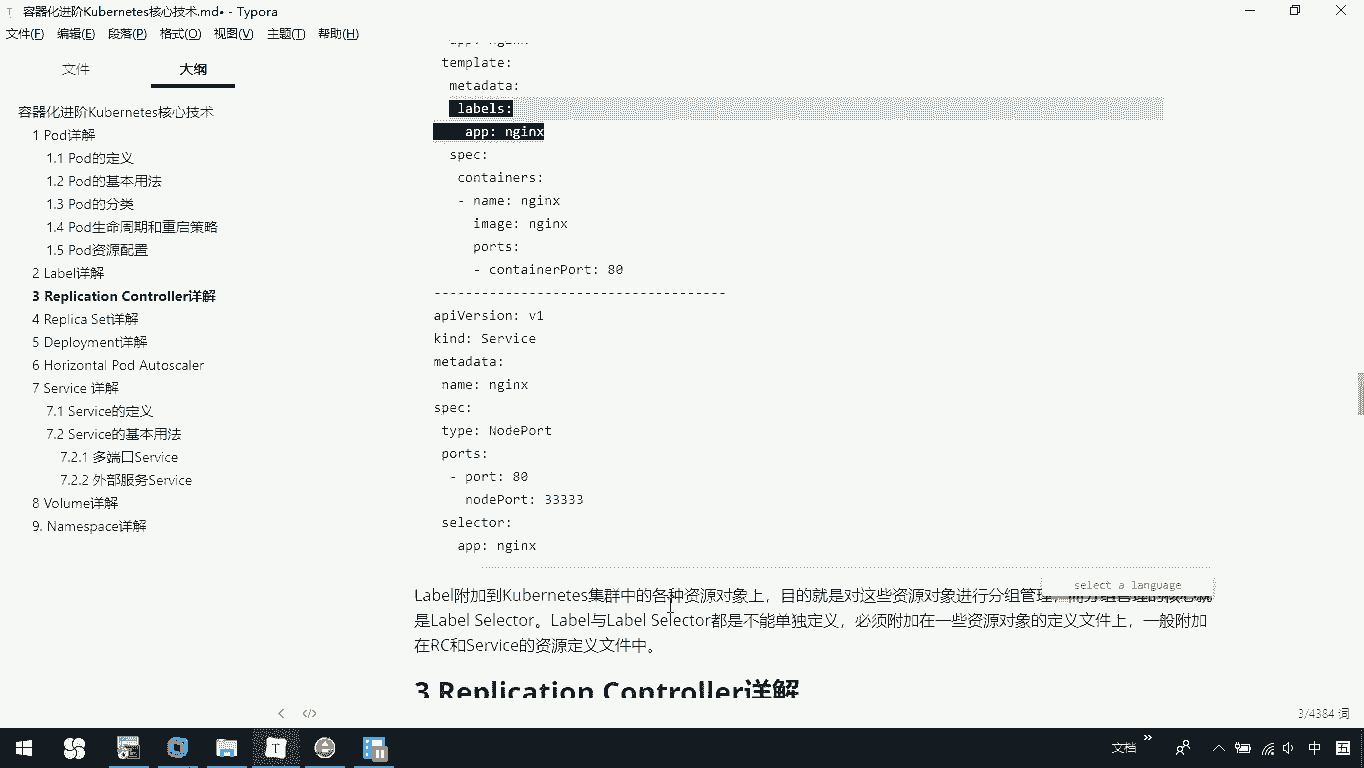 容器化进阶Kubernetes核心技术.md• - Typora
文件(F) 编辑(E) 段落(P) 格式(O) 视图(V) 主题(T) 帮助(H)
文件 大纲
容器化进阶Kubernetes核心技术
1 Pod详解
1.1 Pod的定义
1.2 Pod的基本用法
1.3 Pod的分类
1.4 Pod生命周期和重启策略
1.5 Pod资源配置
2 Label详解
3 Replication Controller详解
4 Replica Set详解
5 Deployment详解
6 Horizontal Pod Autoscaler
7 Service 详解
7.1 Service的定义
7.2 Service的基本用法
7.2.1 多端口Service
7.2.2 外部服务Service
8 Volume详解
9. Namespace详解
app: nginx
template:
metadata:
labels:
app: nginx
spec:
containers:
- name: nginx
image: nginx
ports:
- containerPort: 80
-------------------------------------
apiVersion: v1
kind: Service
metadata:
name: nginx
spec:
type: NodePort
ports:
- port: 80
nodePort: 33333
selector:
app: nginx
select a language
Label附加到Kubernetes集群中的各种资源对象上，目的就是对这些资源对象进行分组管理，而分组管理的核心就
是Label Selector。Label与Label Selector都是不能单独定义，必须附加在一些资源对象的定义文件上，一般附加
在RC和Service的资源定义文件中。
3 Replication Controller详解
3/4384 词
文档 中 五